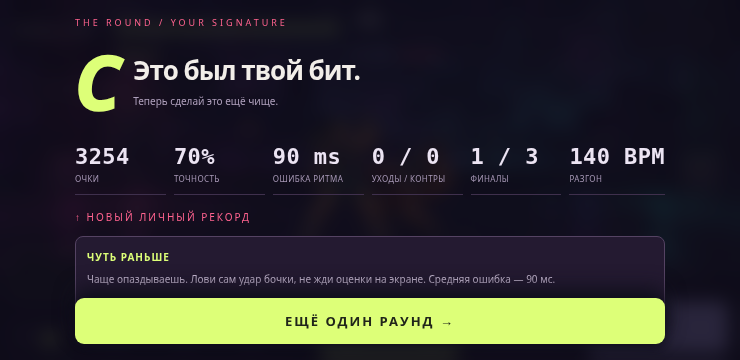 THE ROUND / YOUR SIGNATURE
C
Это был твой бит.
Теперь сделай это ещё чище.
3254
ОЧКИ
70%
ТОЧНОСТЬ
90 ms
ОШИБКА РИТМА
0 / 0
УХОДЫ / КОНТРЫ
1 / 3
ФИНАЛЫ
140 BPM
РАЗГОН
↑ НОВЫЙ ЛИЧНЫЙ РЕКОРД
ЧУТЬ РАНЬШЕ
Чаще опаздываешь. Лови сам удар бочки, не жди оценки на экране. Средняя ошибка — 90 мс.
ЕЩЁ ОДИН РАУНД →